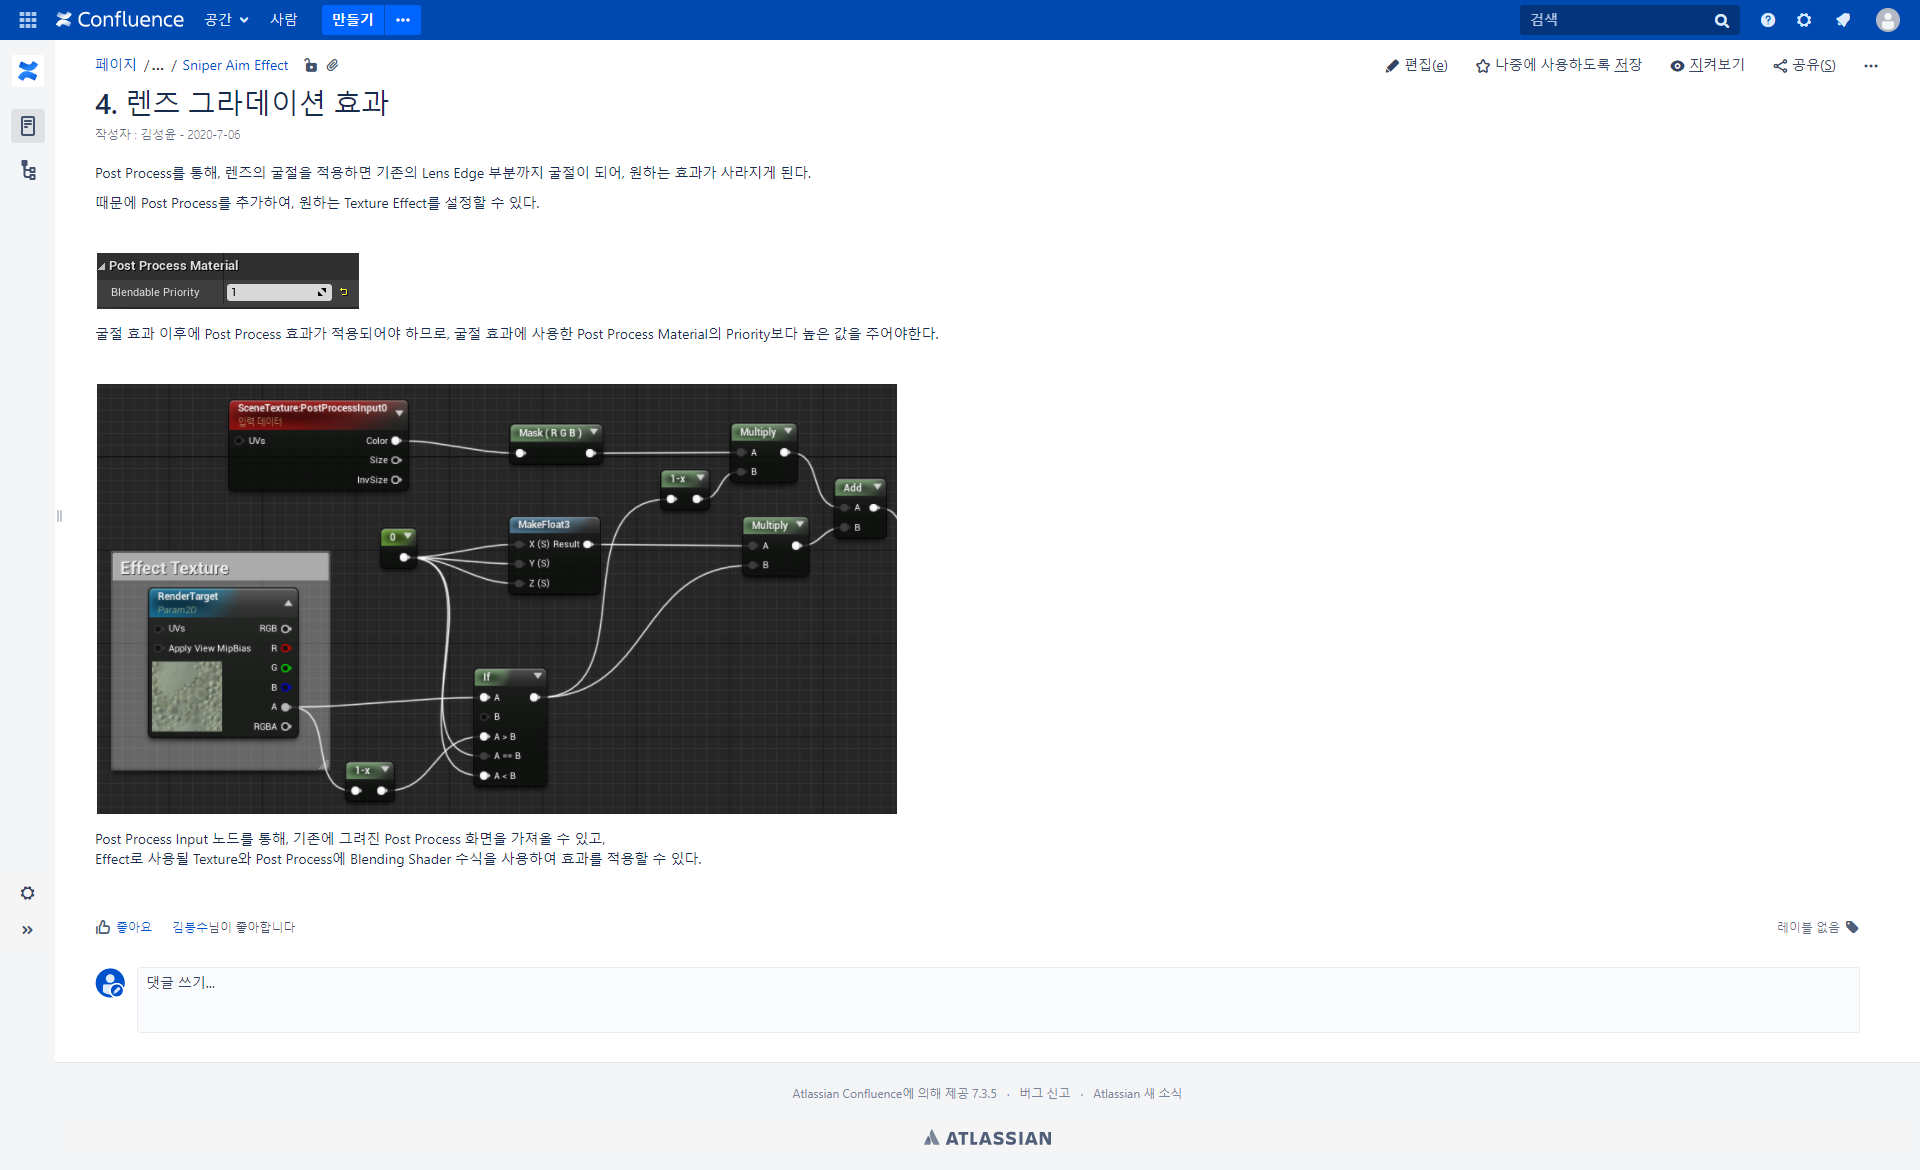 Confluence 공간 사람 만들기 ··· 검색
페이지 /... / Sniper Aim Effect 편집(e) 나중에 사용하도록 저장 지켜보기 공유(S) ···
4. 렌즈 그라데이션 효과
작성자 : 김성윤 - 2020-7-06
Post Process를 통해, 렌즈의 굴절을 적용하면 기존의 Lens Edge 부분까지 굴절이 되어, 원하는 효과가 사라지게 된다.
때문에 Post Process를 추가하여, 원하는 Texture Effect를 설정할 수 있다.
Post Process Material
Blendable Priority 1
굴절 효과 이후에 Post Process 효과가 적용되어야 하므로, 굴절 효과에 사용한 Post Process Material의 Priority보다 높은 값을 주어야한다.
SceneTexture:PostProcessInput0
입력 데이터
UVs Color
Size
InvSize
Mask ( R G B )
Multiply
A
B
1-x
Add
A
B
0
MakeFloat3
X (S) Result
Y (S)
Z (S)
Multiply
A
B
Effect Texture
RenderTarget
Param2D
UVs RGB
Apply View MipBias R
G
B
A
RGBA
If
A
B
A > B
A == B
A < B
1-x
Post Process Input 노드를 통해, 기존에 그려진 Post Process 화면을 가져올 수 있고,
Effect로 사용될 Texture와 Post Process에 Blending Shader 수식을 사용하여 효과를 적용할 수 있다.
좋아요 김봉수님이 좋아합니다 레이블 없음
댓글 쓰기...
Atlassian Confluence에 의해 제공 7.3.5 · 버그 신고 · Atlassian 새 소식
ATLASSIAN